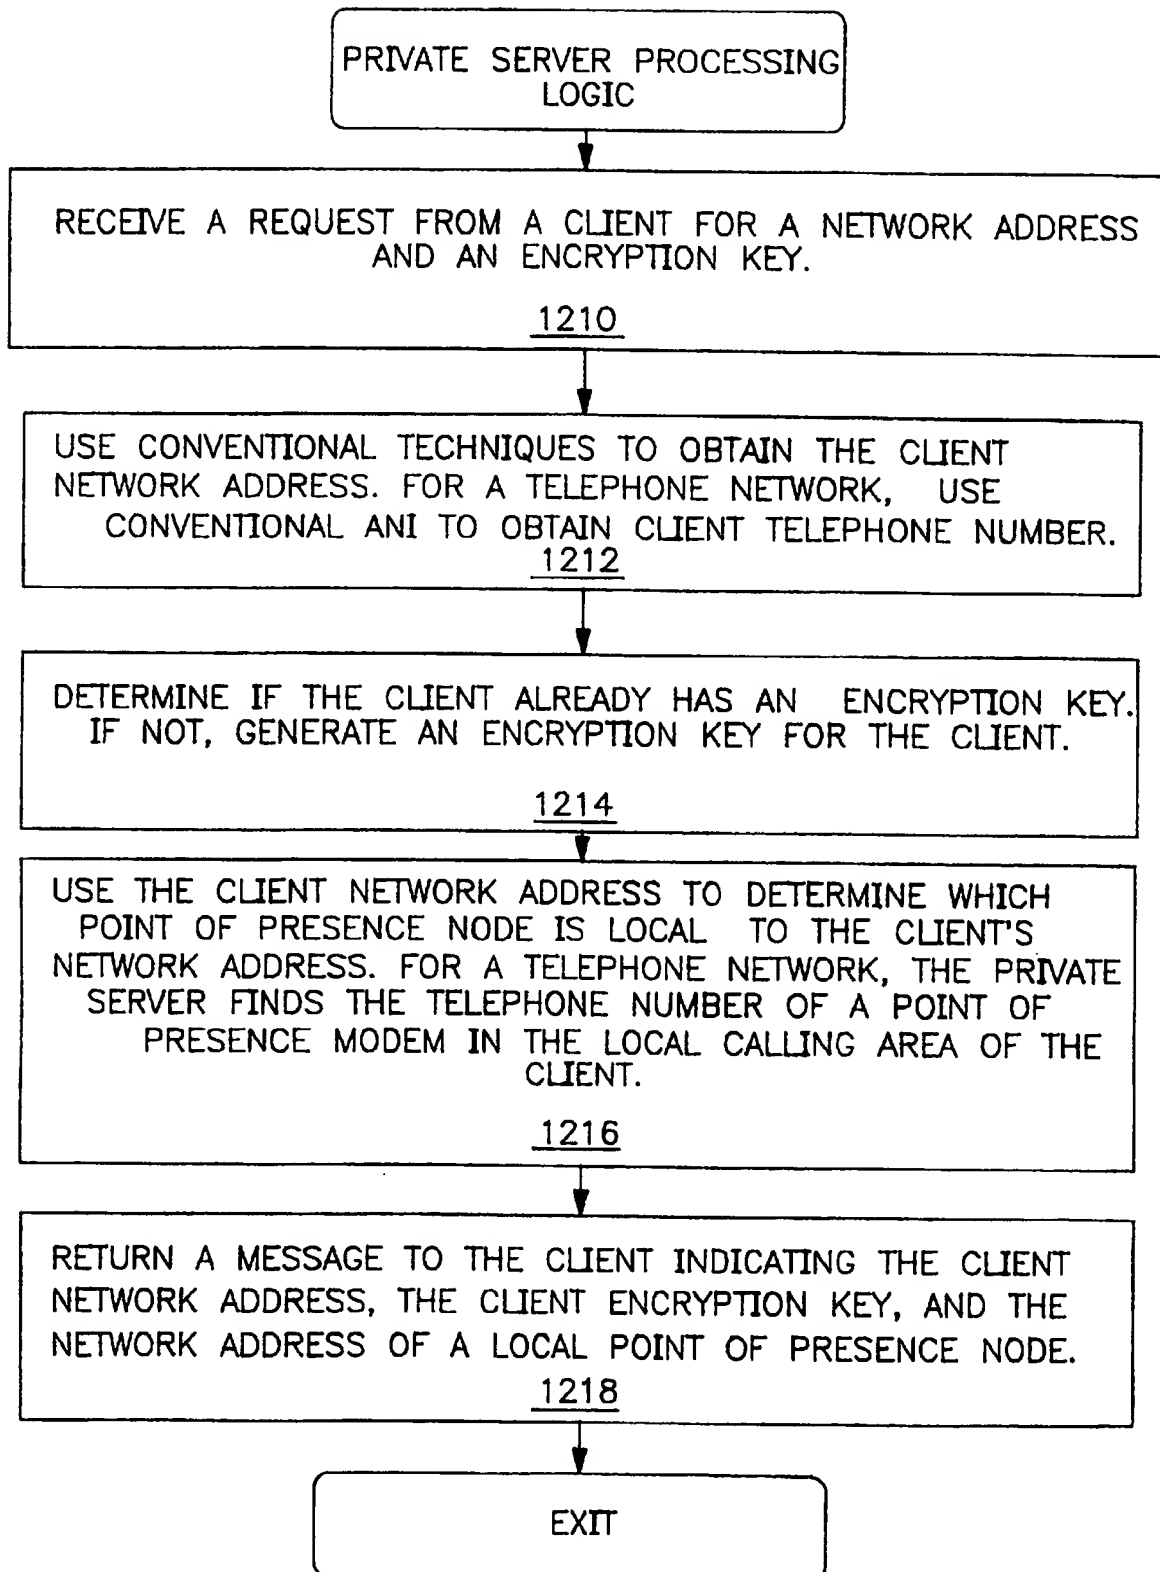 PRIVATE SERVER PROCESSING
LOGIC
RECEIVE A REQUEST FROM A CLIENT FOR A NETWORK ADDRESS
AND AN ENCRYPTION KEY.
1210
USE CONVENTIONAL TECHNIQUES TO OBTAIN THE CLIENT
NETWORK ADDRESS. FOR A TELEPHONE NETWORK, USE
CONVENTIONAL ANI TO OBTAIN CLIENT TELEPHONE NUMBER.
1212
DETERMINE IF THE CLIENT ALREADY HAS AN ENCRYPTION KEY.
IF NOT, GENERATE AN ENCRYPTION KEY FOR THE CLIENT.
1214
USE THE CLIENT NETWORK ADDRESS TO DETERMINE WHICH
POINT OF PRESENCE NODE IS LOCAL TO THE CLIENT'S
NETWORK ADDRESS. FOR A TELEPHONE NETWORK, THE PRIVATE
SERVER FINDS THE TELEPHONE NUMBER OF A POINT OF
PRESENCE MODEM IN THE LOCAL CALLING AREA OF THE
CLIENT.
1216
RETURN A MESSAGE TO THE CLIENT INDICATING THE CLIENT
NETWORK ADDRESS, THE CLIENT ENCRYPTION KEY, AND THE
NETWORK ADDRESS OF A LOCAL POINT OF PRESENCE NODE.
1218
EXIT